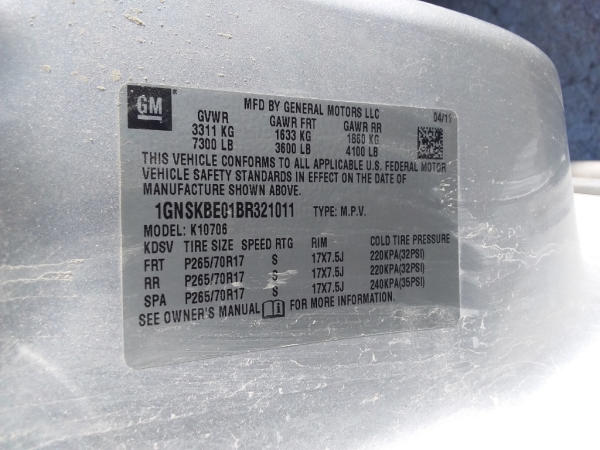 GM
MFD BY GENERAL MOTORS LLC 04/11
GVWR GAWR FRT GAWR RR
3311 KG 1633 KG 1860 KG
7300 LB 3600 LB 4100 LB
THIS VEHICLE CONFORMS TO ALL APPLICABLE U.S. FEDERAL MOTOR
VEHICLE SAFETY STANDARDS IN EFFECT ON THE DATE OF
MANUFACTURE SHOWN ABOVE.
1GNSKBE01BR321011 TYPE: M.P.V.
MODEL: K10706
KDSV TIRE SIZE SPEED RTG RIM COLD TIRE PRESSURE
FRT P265/70R17 S 17X7.5J 220KPA(32PSI)
RR P265/70R17 S 17X7.5J 220KPA(32PSI)
SPA P265/70R17 S 17X7.5J 240KPA(35PSI)
SEE OWNER'S MANUAL FOR MORE INFORMATION.